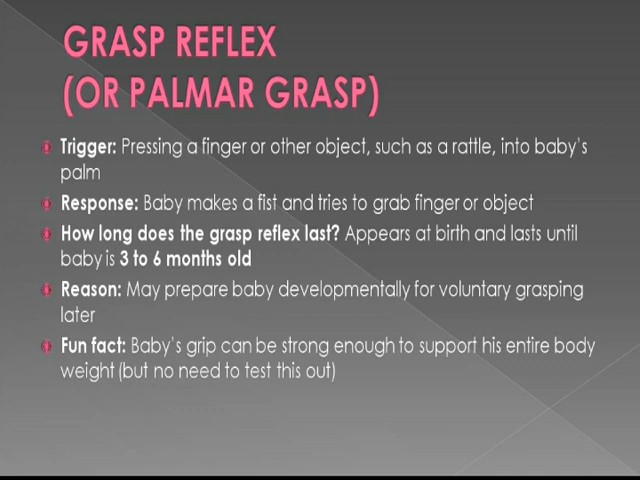 GRASP REFLEX
(OR PALMAR GRASP)
Trigger: Pressing a finger or other object, such as a rattle, into baby's
palm
Response: Baby makes a fist and tries to grab finger or object
How long does the grasp reflex last? Appears at birth and lasts until
baby is 3 to 6 months old
Reason: May prepare baby developmentally for voluntary grasping
later
Fun fact: Baby's grip can be strong enough to support his entire body
weight (but no need to test this out)